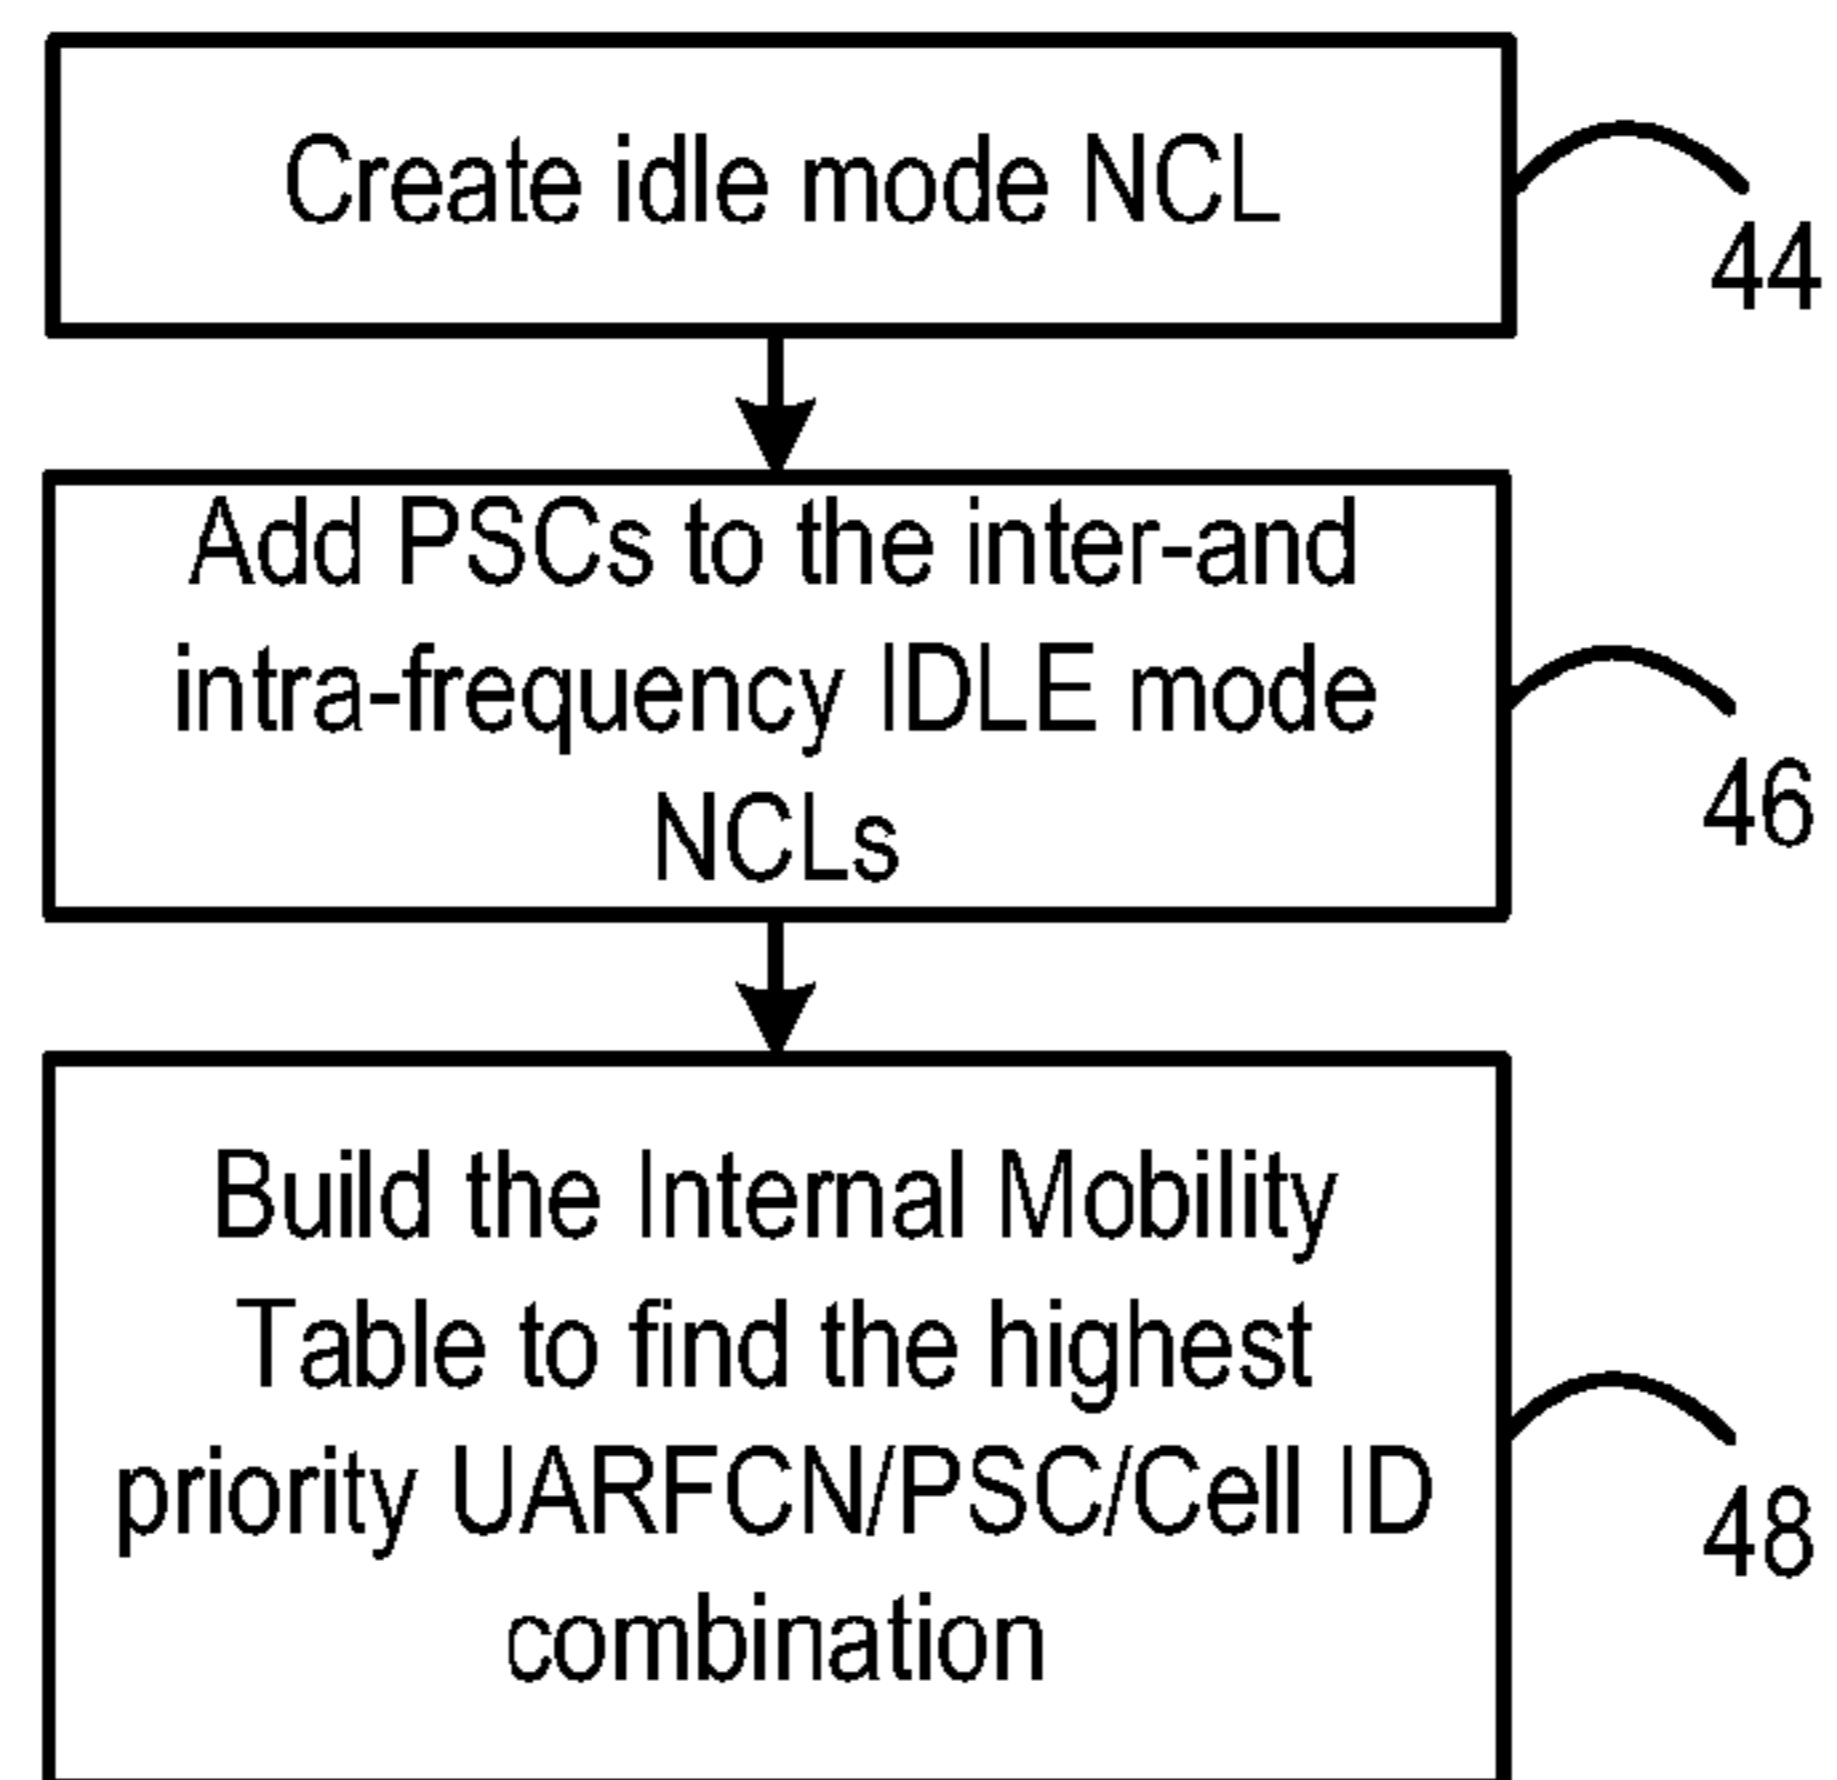 Create idle mode NCL
44
Add PSCs to the inter-and
intra-frequency IDLE mode
NCLs
46
Build the Internal Mobility
Table to find the highest
priority UARFCN/PSC/Cell ID
combination
48